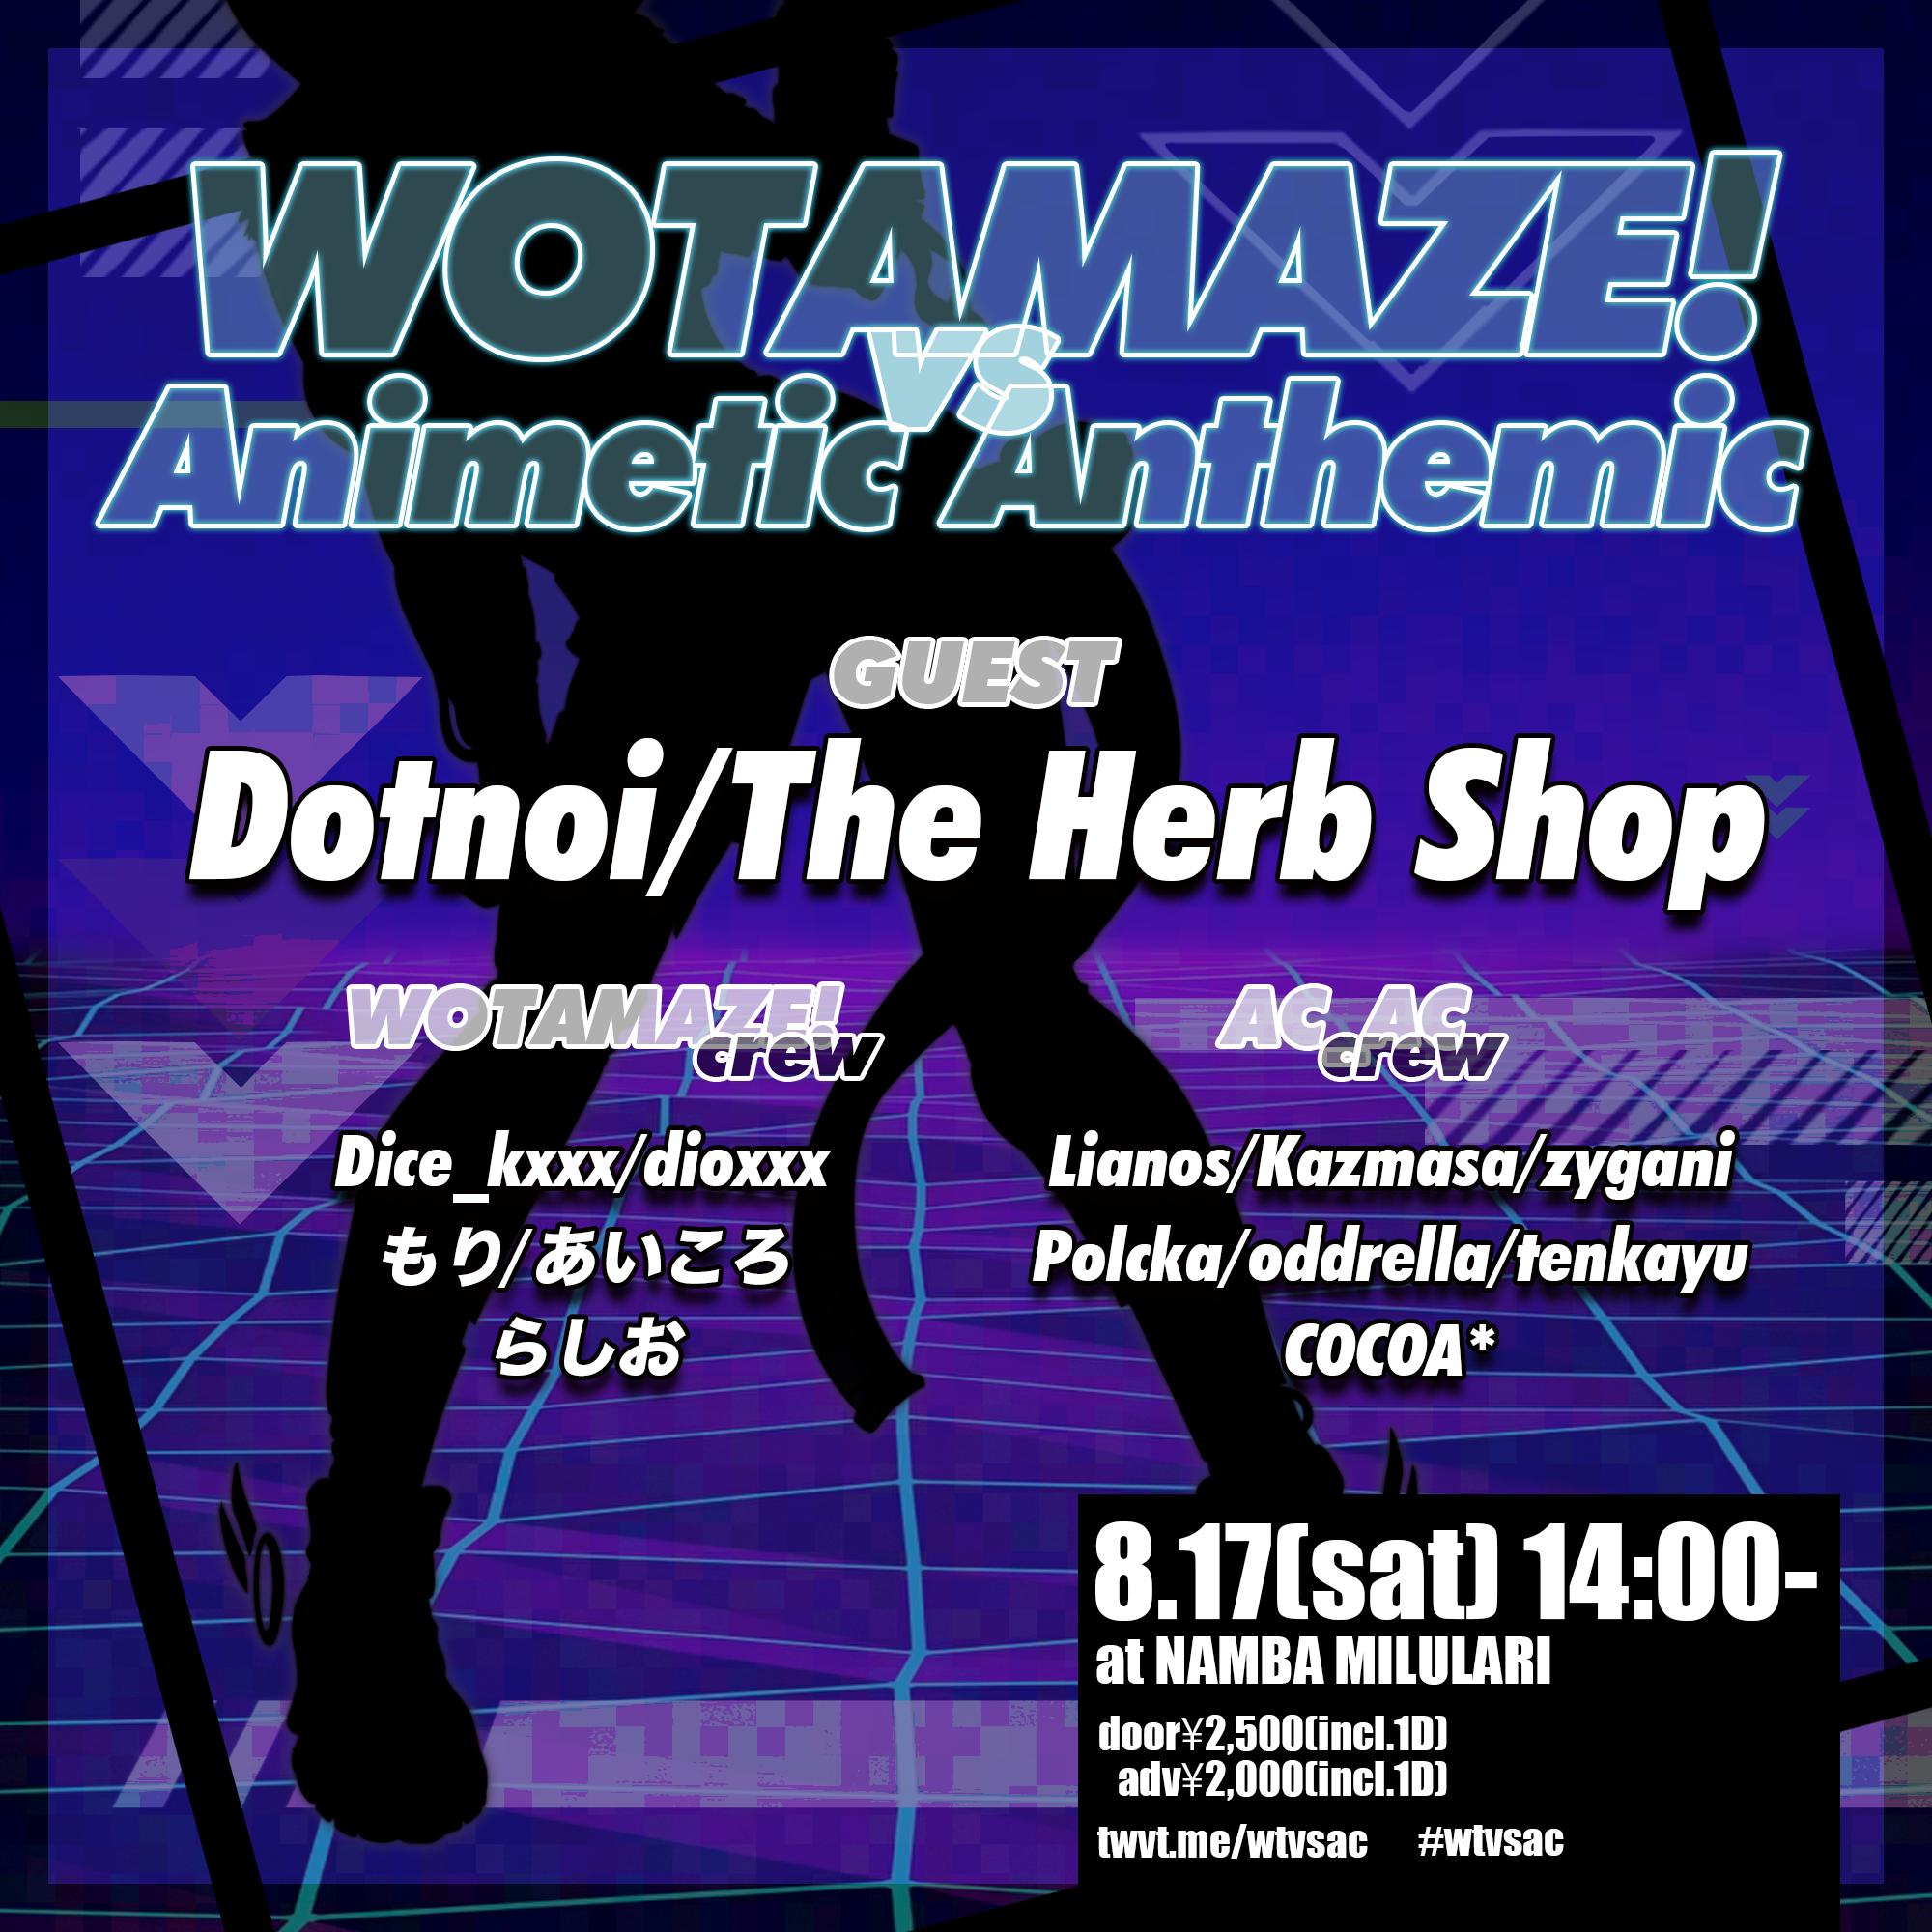 WOTAMAZE!
vs
Animetic Anthemic
GUEST
Dotnoi/The Herb Shop
WOTAMAZE!
crew
Dice_kxxx/dioxxx
もり/あいころ
らしお
AC_AC
crew
Lianos/Kazmasa/zygani
Polcka/oddrella/tenkayu
COCOA*
8.17(sat) 14:00-
at NAMBA MILULARI
door¥2,500(incl.1D)
adv¥2,000(incl.1D)
twvt.me/wtvsac #wtvsac